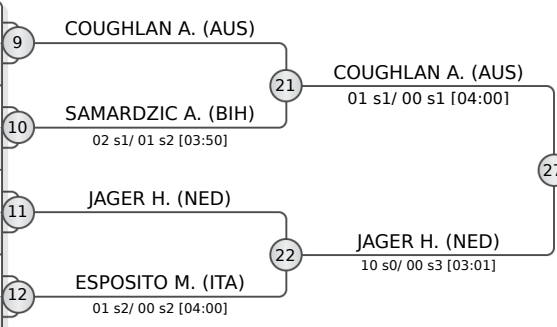 COUGHLAN A. (AUS)
9
21
COUGHLAN A. (AUS)
SAMARDZIC A. (BIH)
01 s1/ 00 s1 [04:00]
10
02 s1/ 01 s2 [03:50]
27
JAGER H. (NED)
11
22
JAGER H. (NED)
ESPOSITO M. (ITA)
10 s0/ 00 s3 [03:01]
12
01 s2/ 00 s2 [04:00]